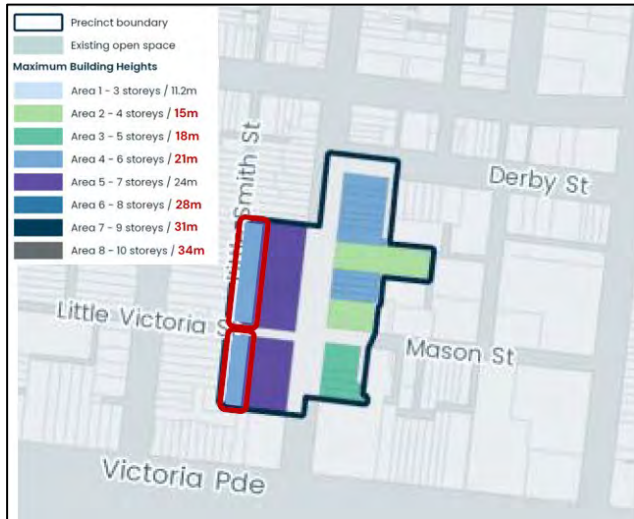 Precinct boundary
Existing open space
Maximum Building Heights
Area 1 - 3 storeys / 11.2m
Area 2 - 4 storeys / 15m
Area 3 - 5 storeys / 18m
Area 4 - 6 storeys / 21m
Area 5 - 7 storeys / 24m
Area 6 - 8 storeys / 28m
Area 7 - 9 storeys / 31m
Area 8 - 10 storeys / 34m
Smith St
Derby St
Little Victoria S
Mason St
Victoria Pde